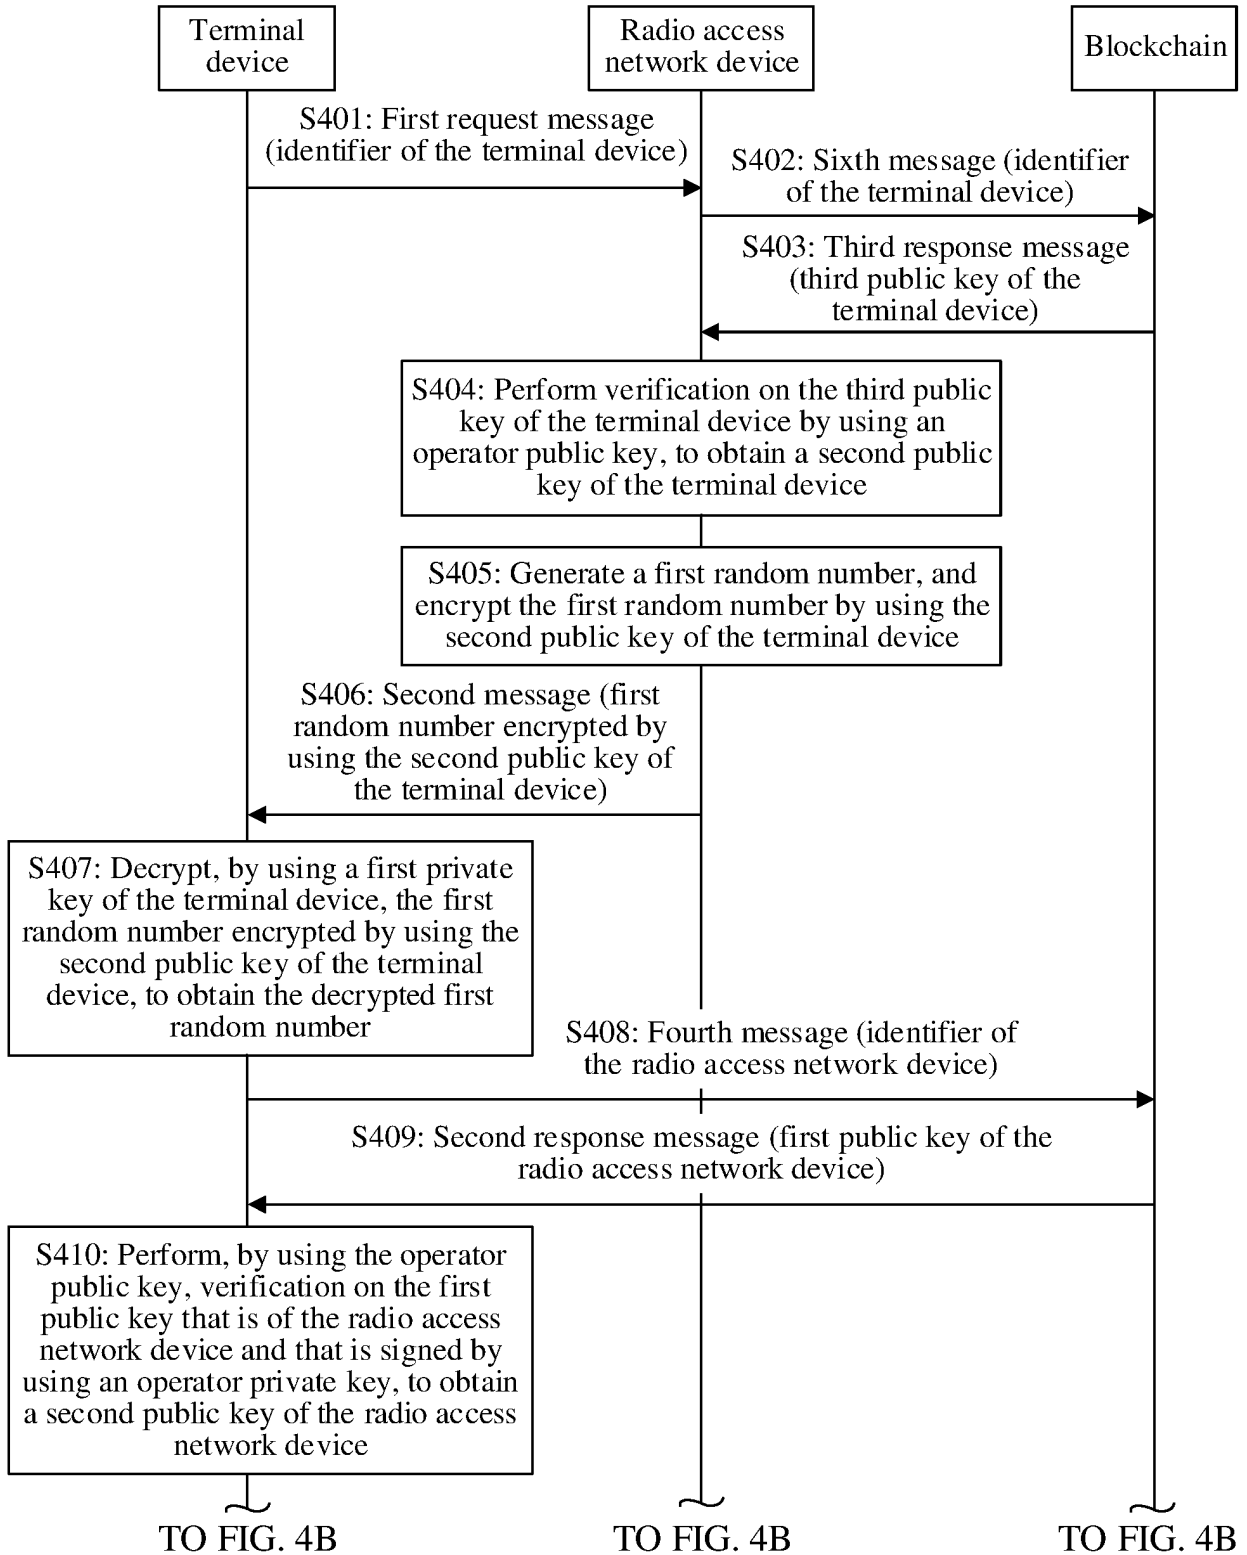 Terminal
device
Radio access
network device
Blockchain
S401: First request message
(identifier of the terminal device)
S402: Sixth message (identifier
of the terminal device)
S403: Third response message
(third public key of the
terminal device)
S404: Perform verification on the third public
key of the terminal device by using an
operator public key, to obtain a second public
key of the terminal device
S405: Generate a first random number, and
encrypt the first random number by using the
second public key of the terminal device
S406: Second message (first
random number encrypted by
using the second public key of
the terminal device)
S407: Decrypt, by using a first private
key of the terminal device, the first
random number encrypted by using the
second public key of the terminal
device, to obtain the decrypted first
random number
S408: Fourth message (identifier of
the radio access network device)
S409: Second response message (first public key of the
radio access network device)
S410: Perform, by using the operator
public key, verification on the first
public key that is of the radio access
network device and that is signed by
using an operator private key, to obtain
a second public key of the radio access
network device
TO FIG. 4B
TO FIG. 4B
TO FIG. 4B